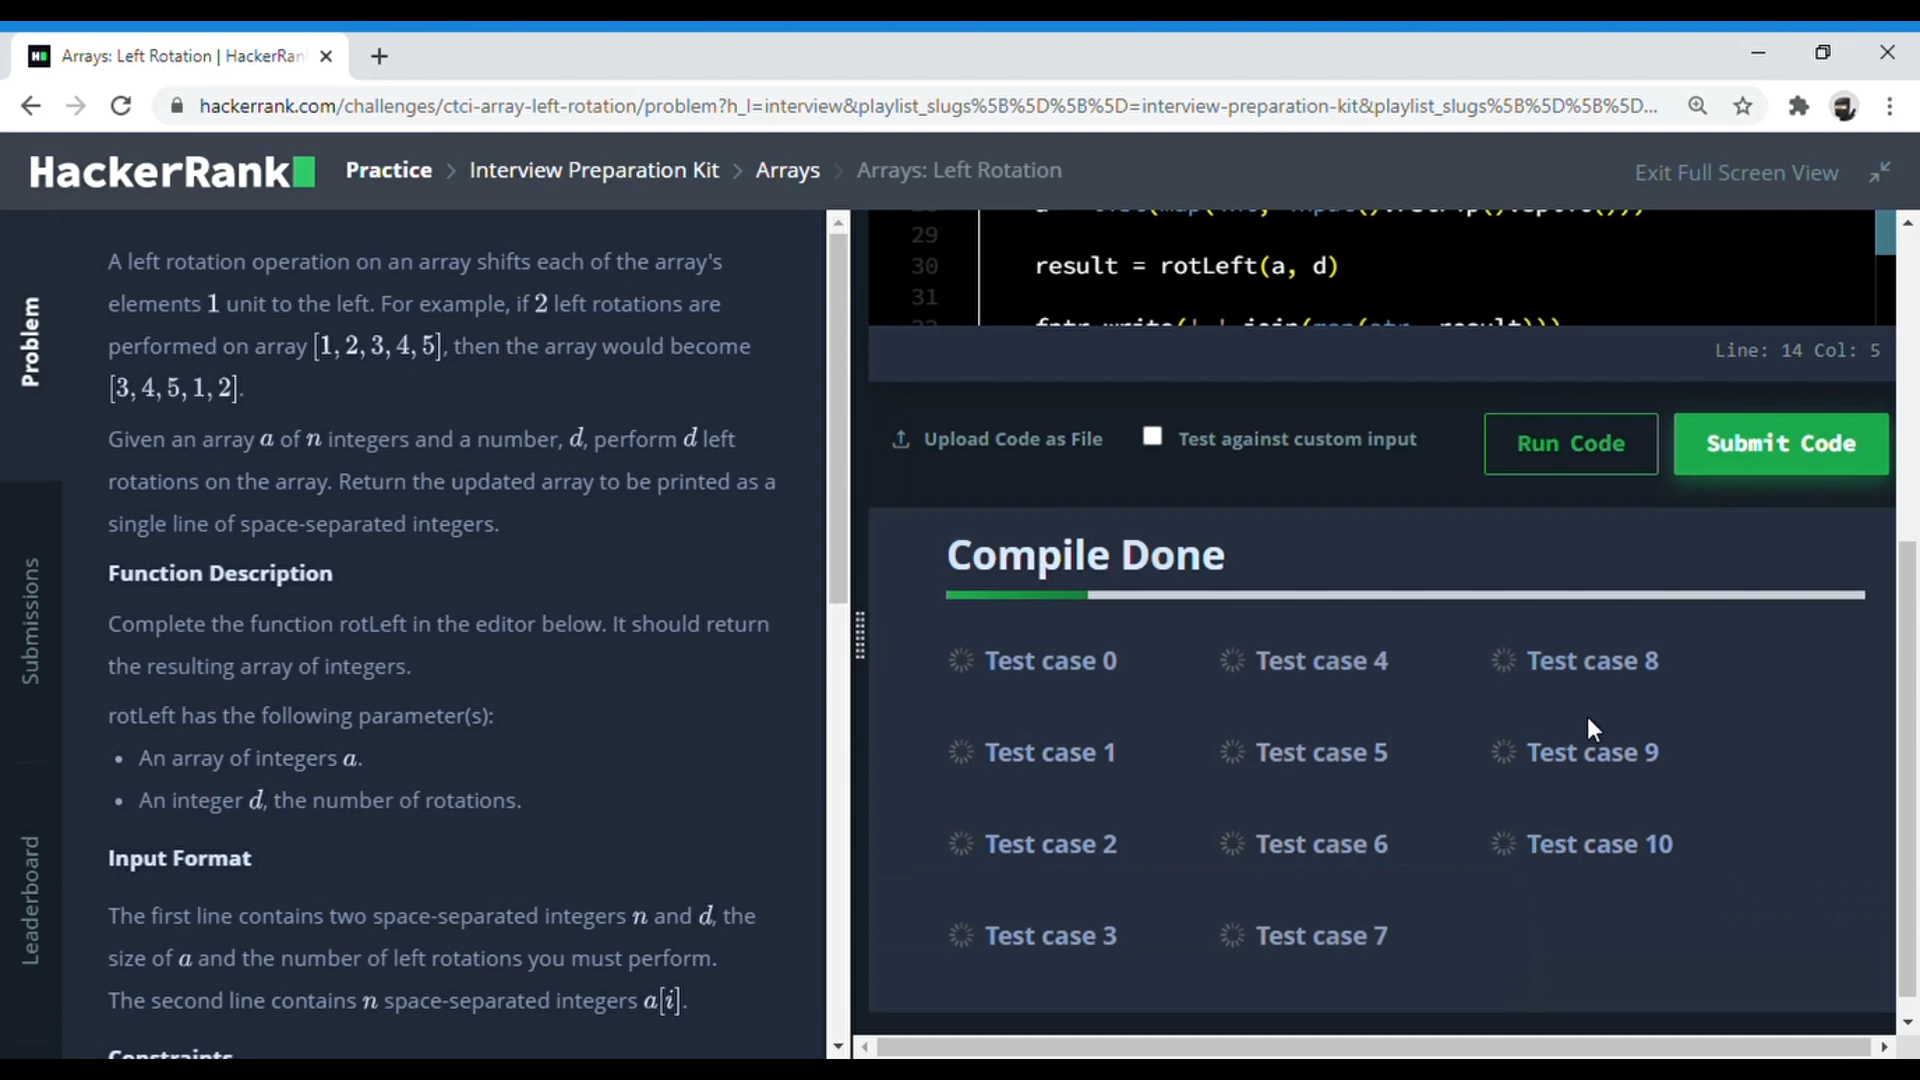 Arrays: Left Rotation | HackerRan
hackerrank.com/challenges/ctci-array-left-rotation/problem?h_l=interview&playlist_slugs%5B%5D%5B%5D=interview-preparation-kit&playlist_slugs%5B%5D%5B%5D...
HackerRank
Practice > Interview Preparation Kit > Arrays > Arrays: Left Rotation
Exit Full Screen View
Problem
Submissions
Leaderboard
A left rotation operation on an array shifts each of the array's
elements 1 unit to the left. For example, if 2 left rotations are
performed on array [1, 2, 3, 4, 5], then the array would become
[3, 4, 5, 1, 2].
Given an array a of n integers and a number, d, perform d left
rotations on the array. Return the updated array to be printed as a
single line of space-separated integers.
Function Description
Complete the function rotLeft in the editor below. It should return
the resulting array of integers.
rotLeft has the following parameter(s):
• An array of integers a.
• An integer d, the number of rotations.
Input Format
The first line contains two space-separated integers n and d, the
size of a and the number of left rotations you must perform.
The second line contains n space-separated integers a[i].
Constraints
29
30 result = rotLeft(a, d)
31
fptr.write(' '.join(map(str, result)))
Line: 14 Col: 5
Upload Code as File
Test against custom input
Run Code
Submit Code
Compile Done
Test case 0
Test case 4
Test case 8
Test case 1
Test case 5
Test case 9
Test case 2
Test case 6
Test case 10
Test case 3
Test case 7